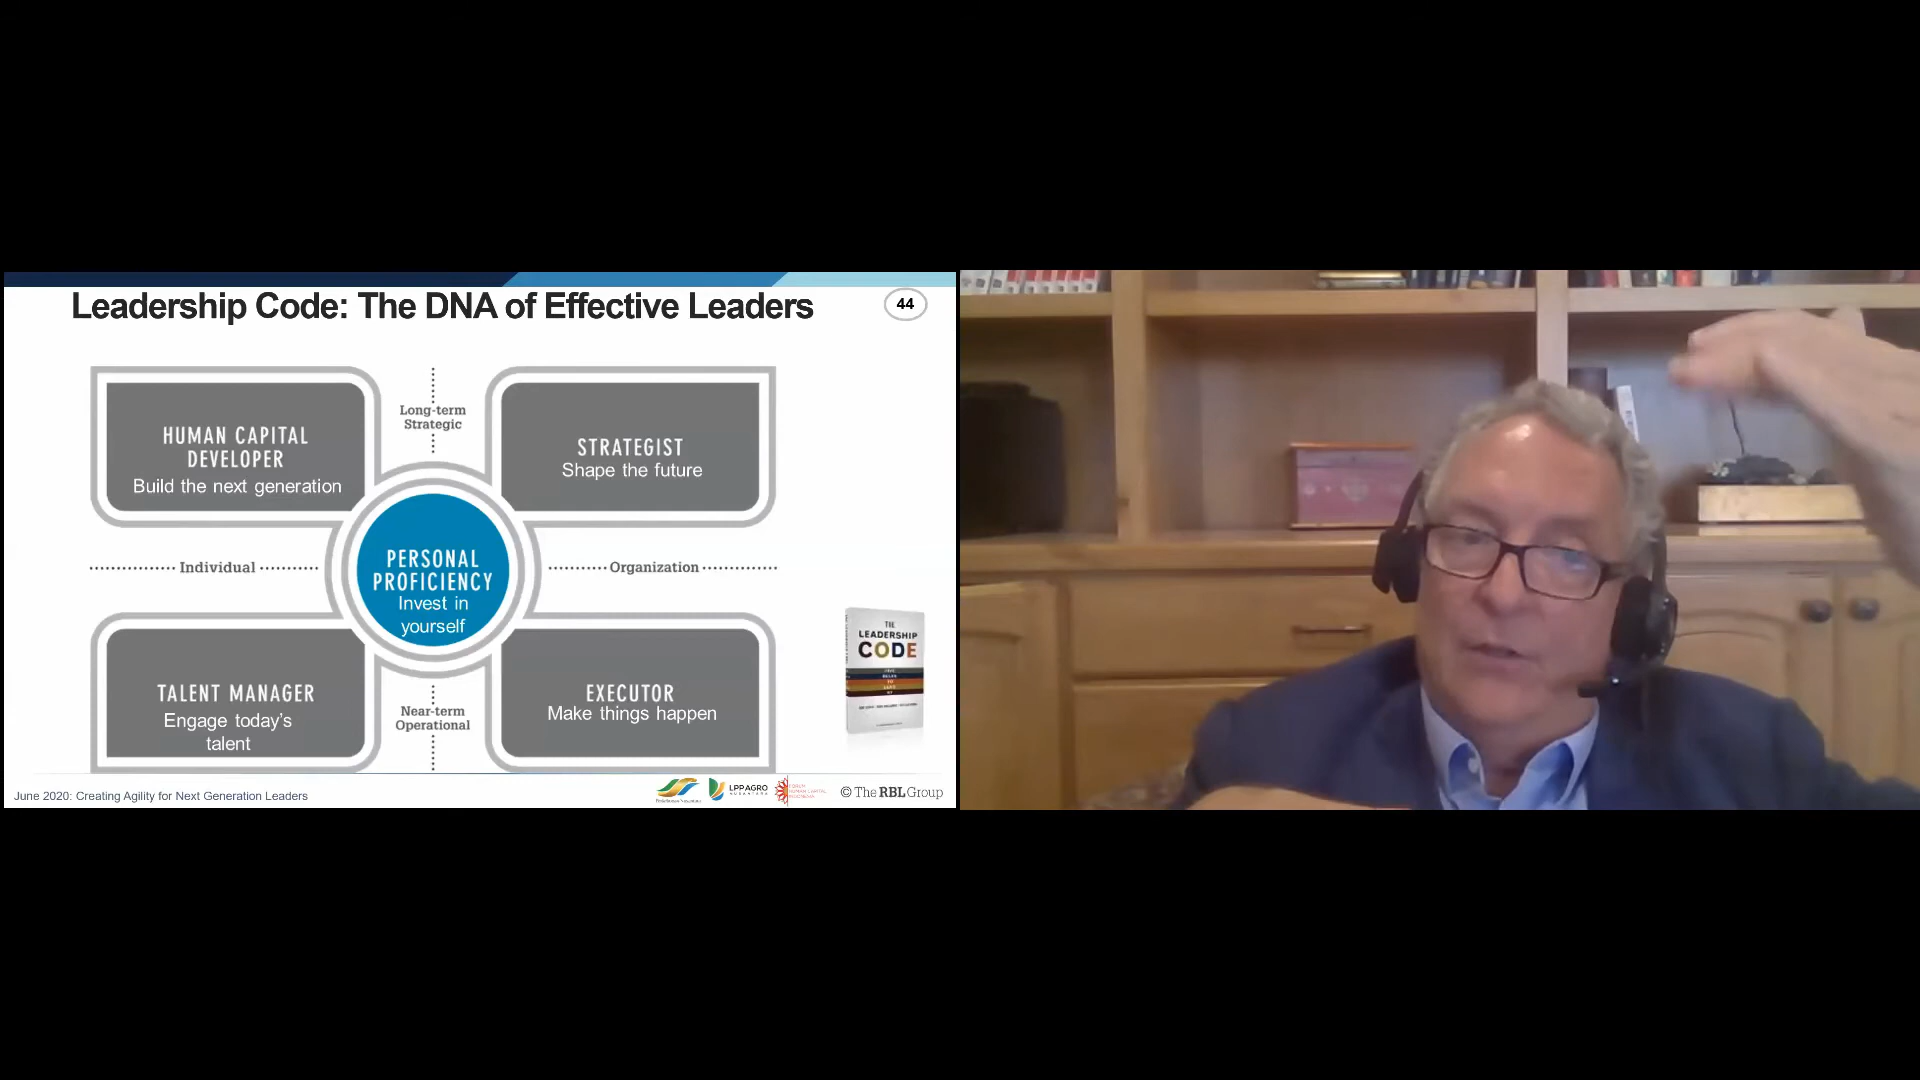 Leadership Code: The DNA of Effective Leaders
44
Long-term
Strategic
HUMAN CAPITAL
DEVELOPER
Build the next generation
STRATEGIST
Shape the future
Individual
PERSONAL
PROFICIENCY
Invest in
yourself
Organization
TALENT MANAGER
Engage today's
talent
Near-term
Operational
EXECUTOR
Make things happen
THE
LEADERSHIP
CODE
June 2020: Creating Agility for Next Generation Leaders
LPPAGRO
NUSANTARA
© The RBL Group